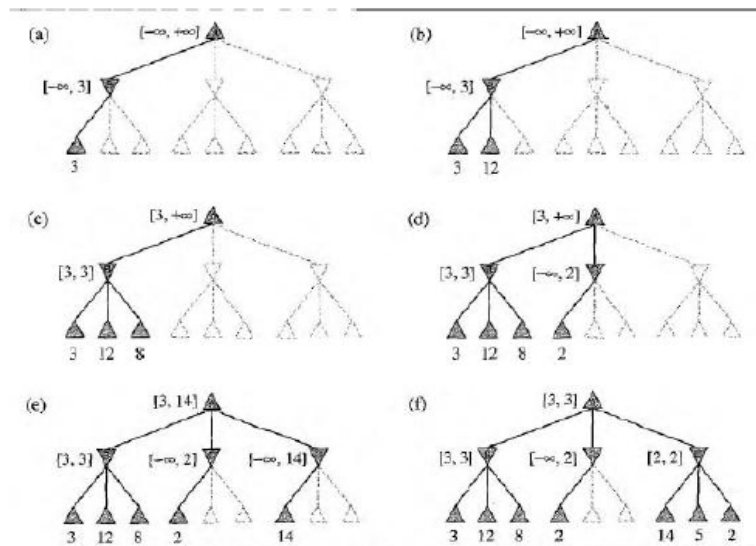 (a) [-∞, +∞] (b) [-∞, +∞]
[-∞, 3] [-∞, 3]
3 3 12
(c) [3, +∞] (d) [3, +∞]
[3, 3] [3, 3] [-∞, 2]
3 12 8 3 12 8 2
(e) [3, 14] (f) [3, 3]
[3, 3] [-∞, 2] [-∞, 14] [3, 3] [-∞, 2] [2, 2]
3 12 8 2 14 3 12 8 2 14 5 2